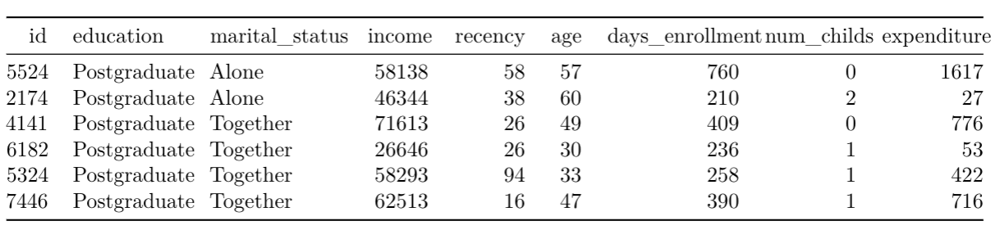 id education marital_status income recency age days_enrollment num_childs expenditure
5524 Postgraduate Alone 58138 58 57 760 0 1617
2174 Postgraduate Alone 46344 38 60 210 2 27
4141 Postgraduate Together 71613 26 49 409 0 776
6182 Postgraduate Together 26646 26 30 236 1 53
5324 Postgraduate Together 58293 94 33 258 1 422
7446 Postgraduate Together 62513 16 47 390 1 716